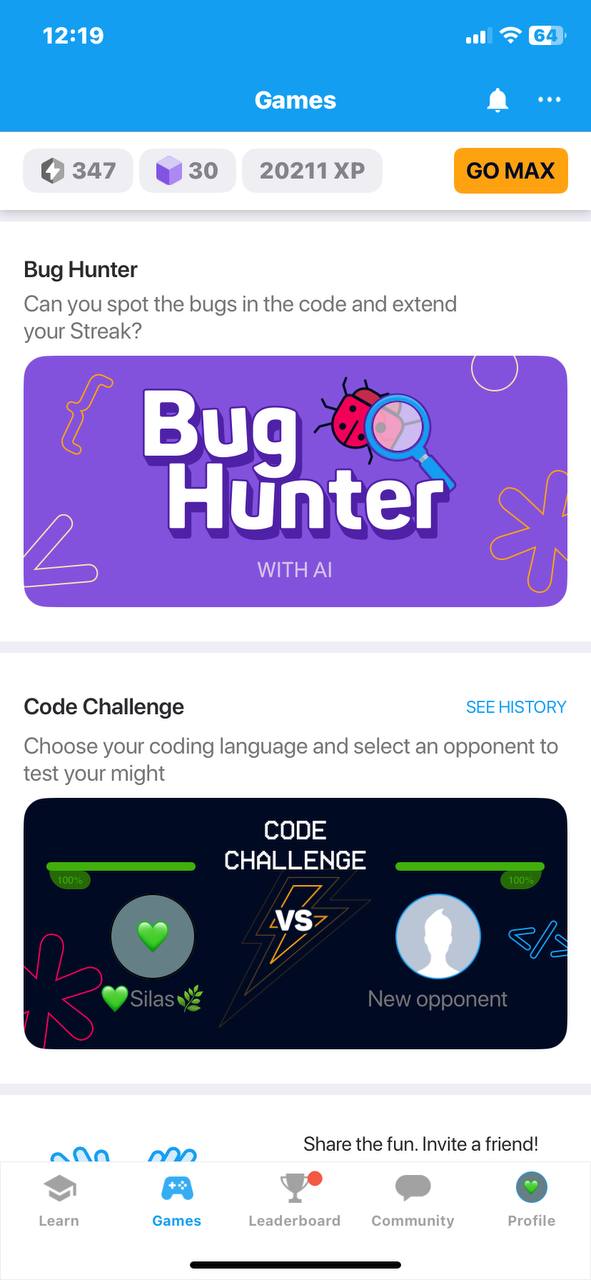 12:19
64
Games
347
30
20211 XP
GO MAX
Bug Hunter
Can you spot the bugs in the code and extend
your Streak?
Bug
Hunter
WITH AI
Code Challenge
SEE HISTORY
Choose your coding language and select an opponent to
test your might
CODE
CHALLENGE
100%
100%
VS
💚Silas🌿
New opponent
</>
Share the fun. Invite a friend!
Learn
Games
Leaderboard
Community
Profile